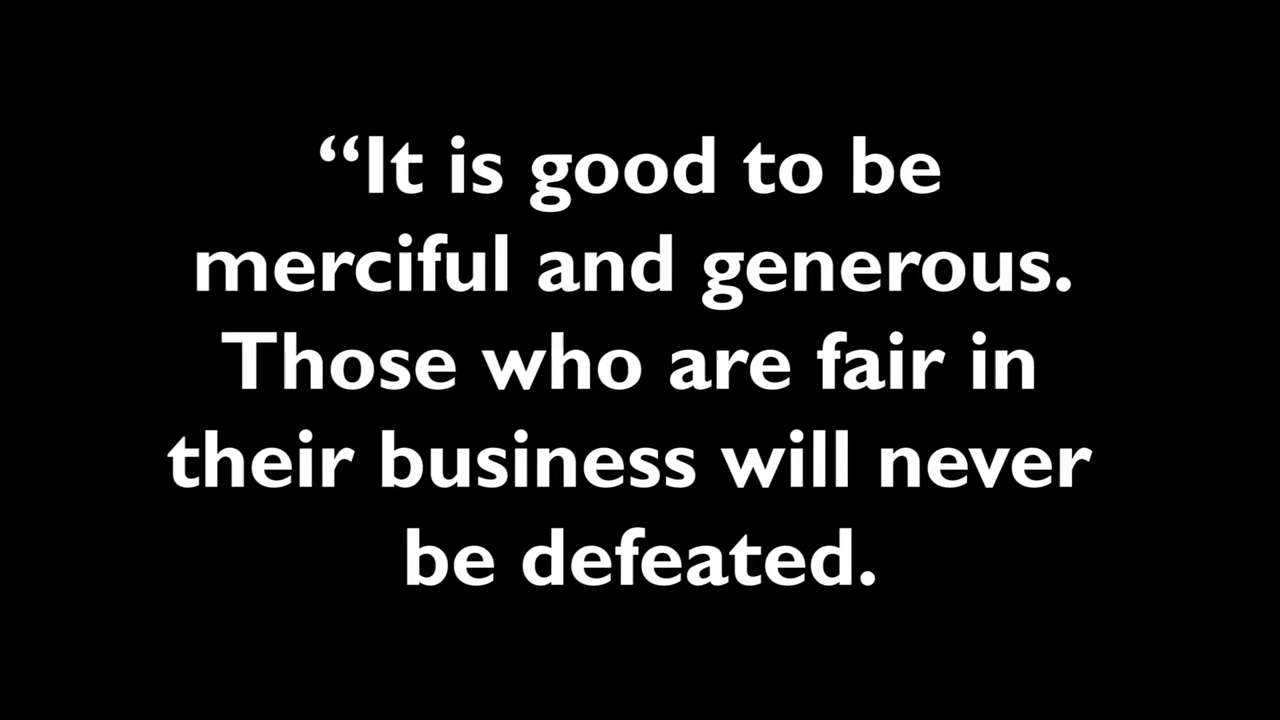 “It is good to be
merciful and generous.
Those who are fair in
their business will never
be defeated.